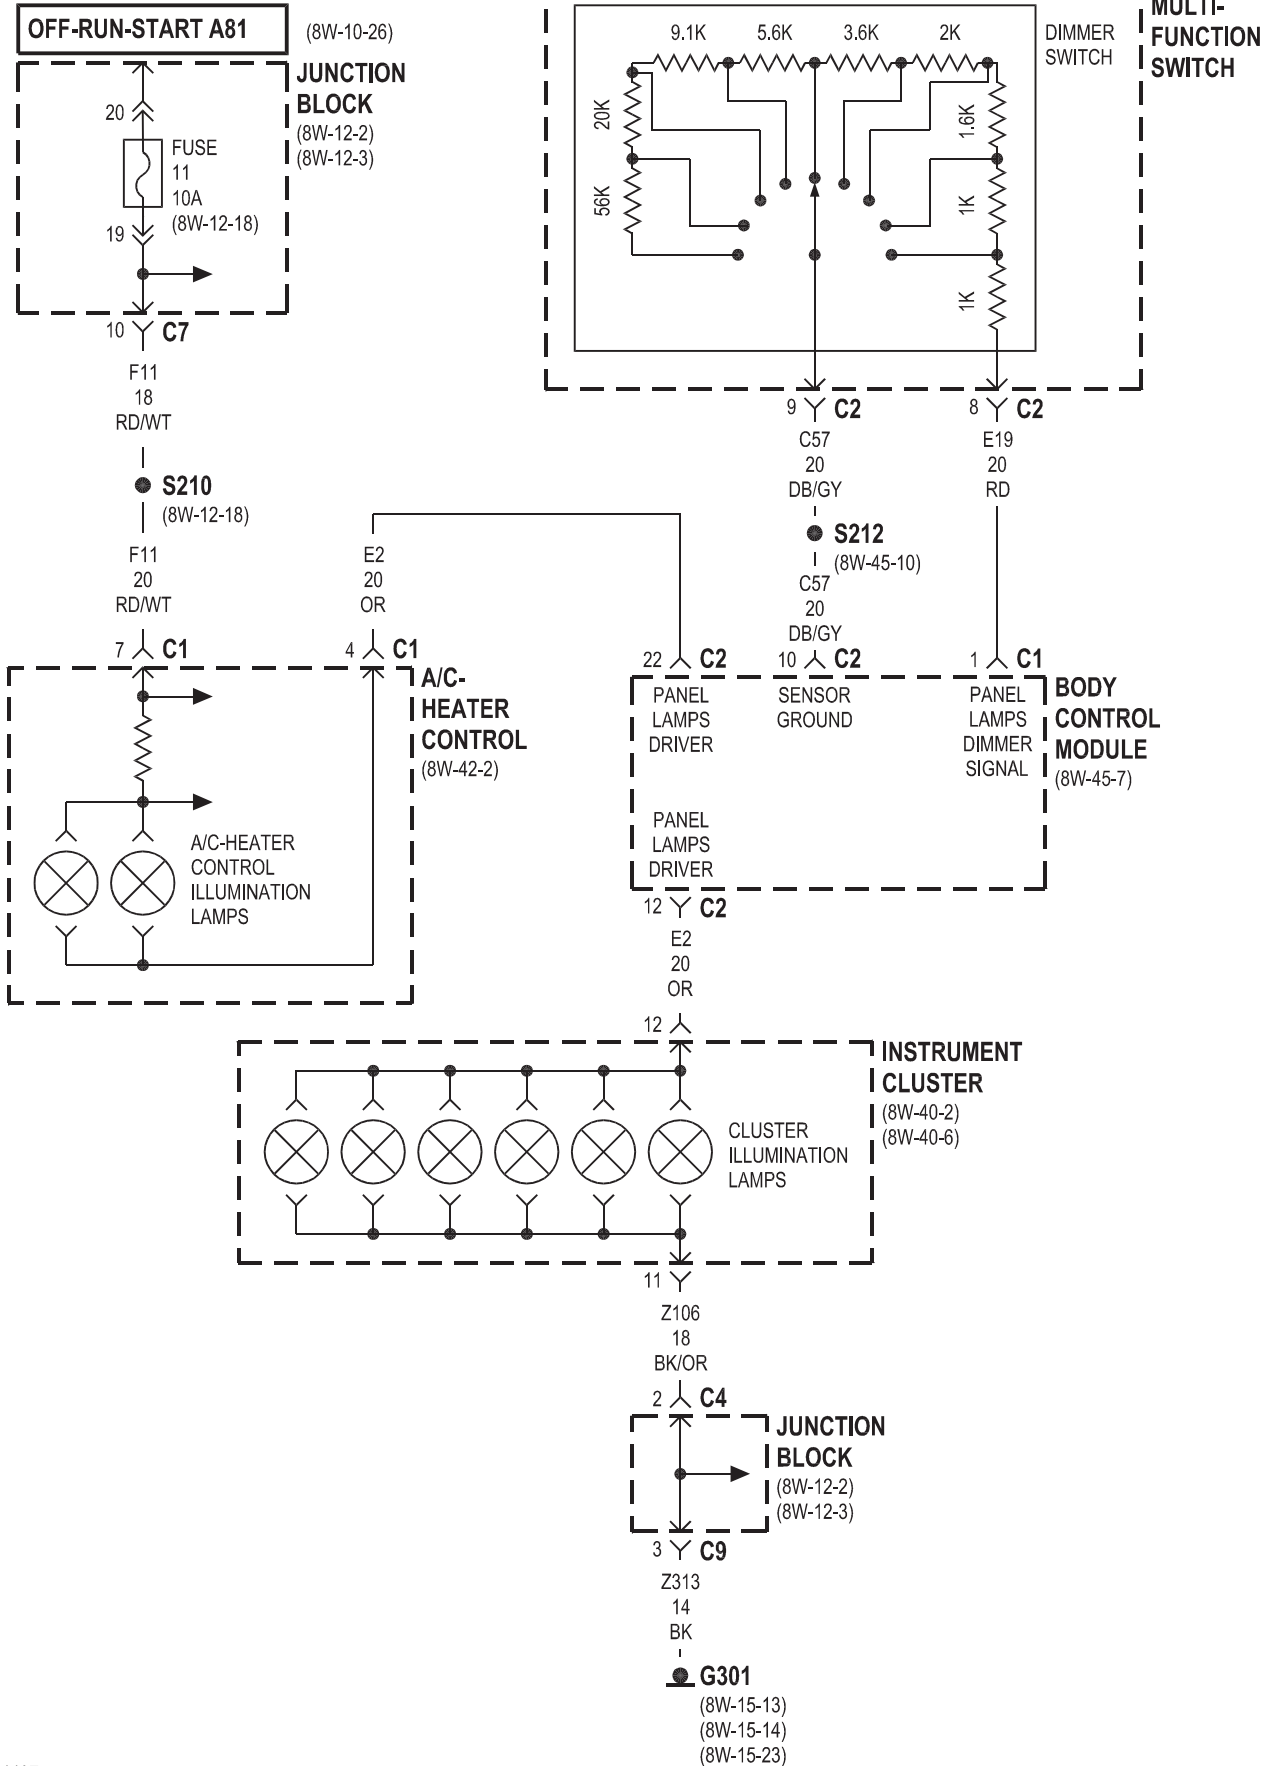 OFF-RUN-START A81
(8W-10-26)
JUNCTION
BLOCK
(8W-12-2)
(8W-12-3)
20
FUSE
11
10A
(8W-12-18)
19
10
C7
F11
18
RD/WT
S210
(8W-12-18)
F11
20
RD/WT
7
C1
E2
20
OR
4
C1
A/C-
HEATER
CONTROL
(8W-42-2)
A/C-HEATER
CONTROL
ILLUMINATION
LAMPS
MULTI-
FUNCTION
SWITCH
DIMMER
SWITCH
9.1K
5.6K
3.6K
2K
20K
1.6K
56K
1K
1K
9
C2
8
C2
C57
20
DB/GY
E19
20
RD
S212
(8W-45-10)
C57
20
DB/GY
22
C2
10
C2
1
C1
PANEL
LAMPS
DRIVER
SENSOR
GROUND
PANEL
LAMPS
DIMMER
SIGNAL
BODY
CONTROL
MODULE
(8W-45-7)
PANEL
LAMPS
DRIVER
12
C2
E2
20
OR
12
INSTRUMENT
CLUSTER
(8W-40-2)
(8W-40-6)
CLUSTER
ILLUMINATION
LAMPS
11
Z106
18
BK/OR
2
C4
JUNCTION
BLOCK
(8W-12-2)
(8W-12-3)
3
C9
Z313
14
BK
G301
(8W-15-13)
(8W-15-14)
(8W-15-23)